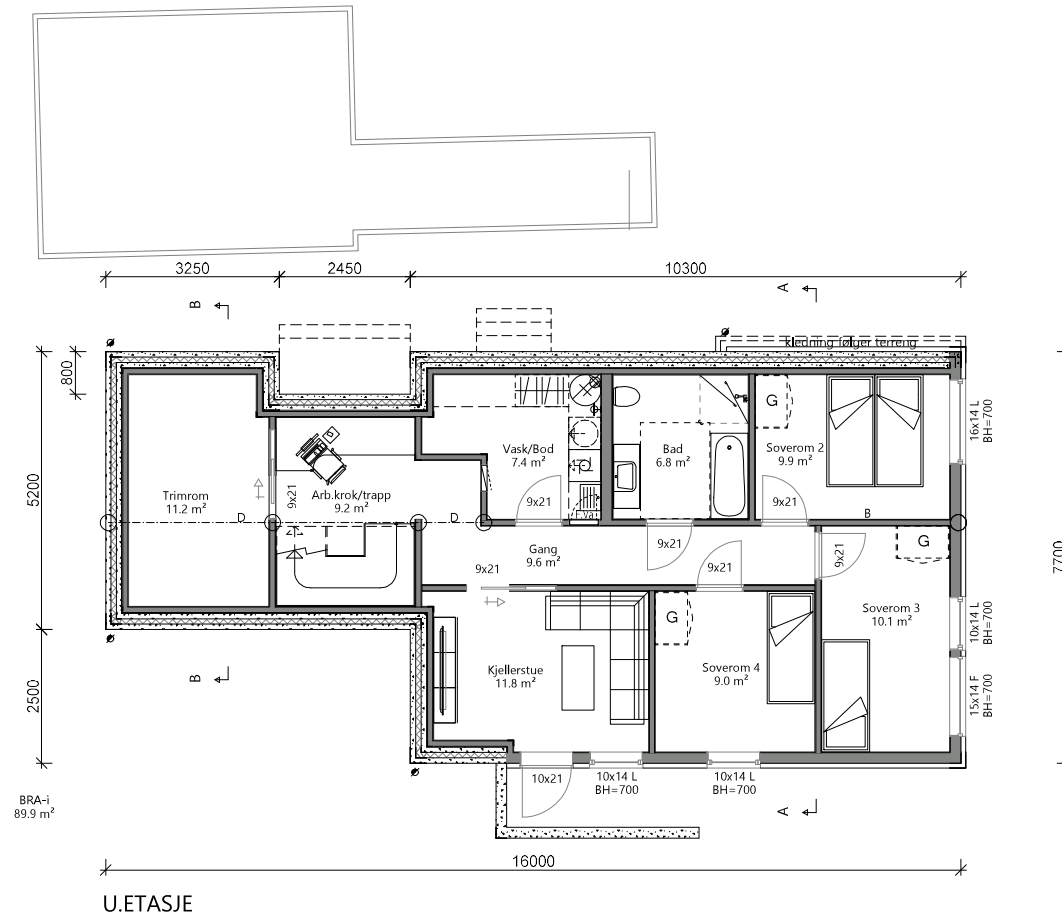 3250
2450
10300
B
A
800
kledning følger terreng
5200
2500
7700
16x14 L
BH=700
G
Vask/Bod
7.4 m²
Bad
6.8 m²
Soverom 2
9.9 m²
Trimrom
11.2 m²
9x21
Arb.krok/trapp
9.2 m²
9x21
9x21
9x21
F.Va
D
D
B
Gang
9.6 m²
9x21
9x21
9x21
9x21
G
G
Soverom 3
10.1 m²
10x14 L
BH=700
Kjellerstue
11.8 m²
Soverom 4
9.0 m²
15x14 F
BH=700
B
10x21
10x14 L
BH=700
10x14 L
BH=700
A
BRA-i
89.9 m²
16000
U.ETASJE